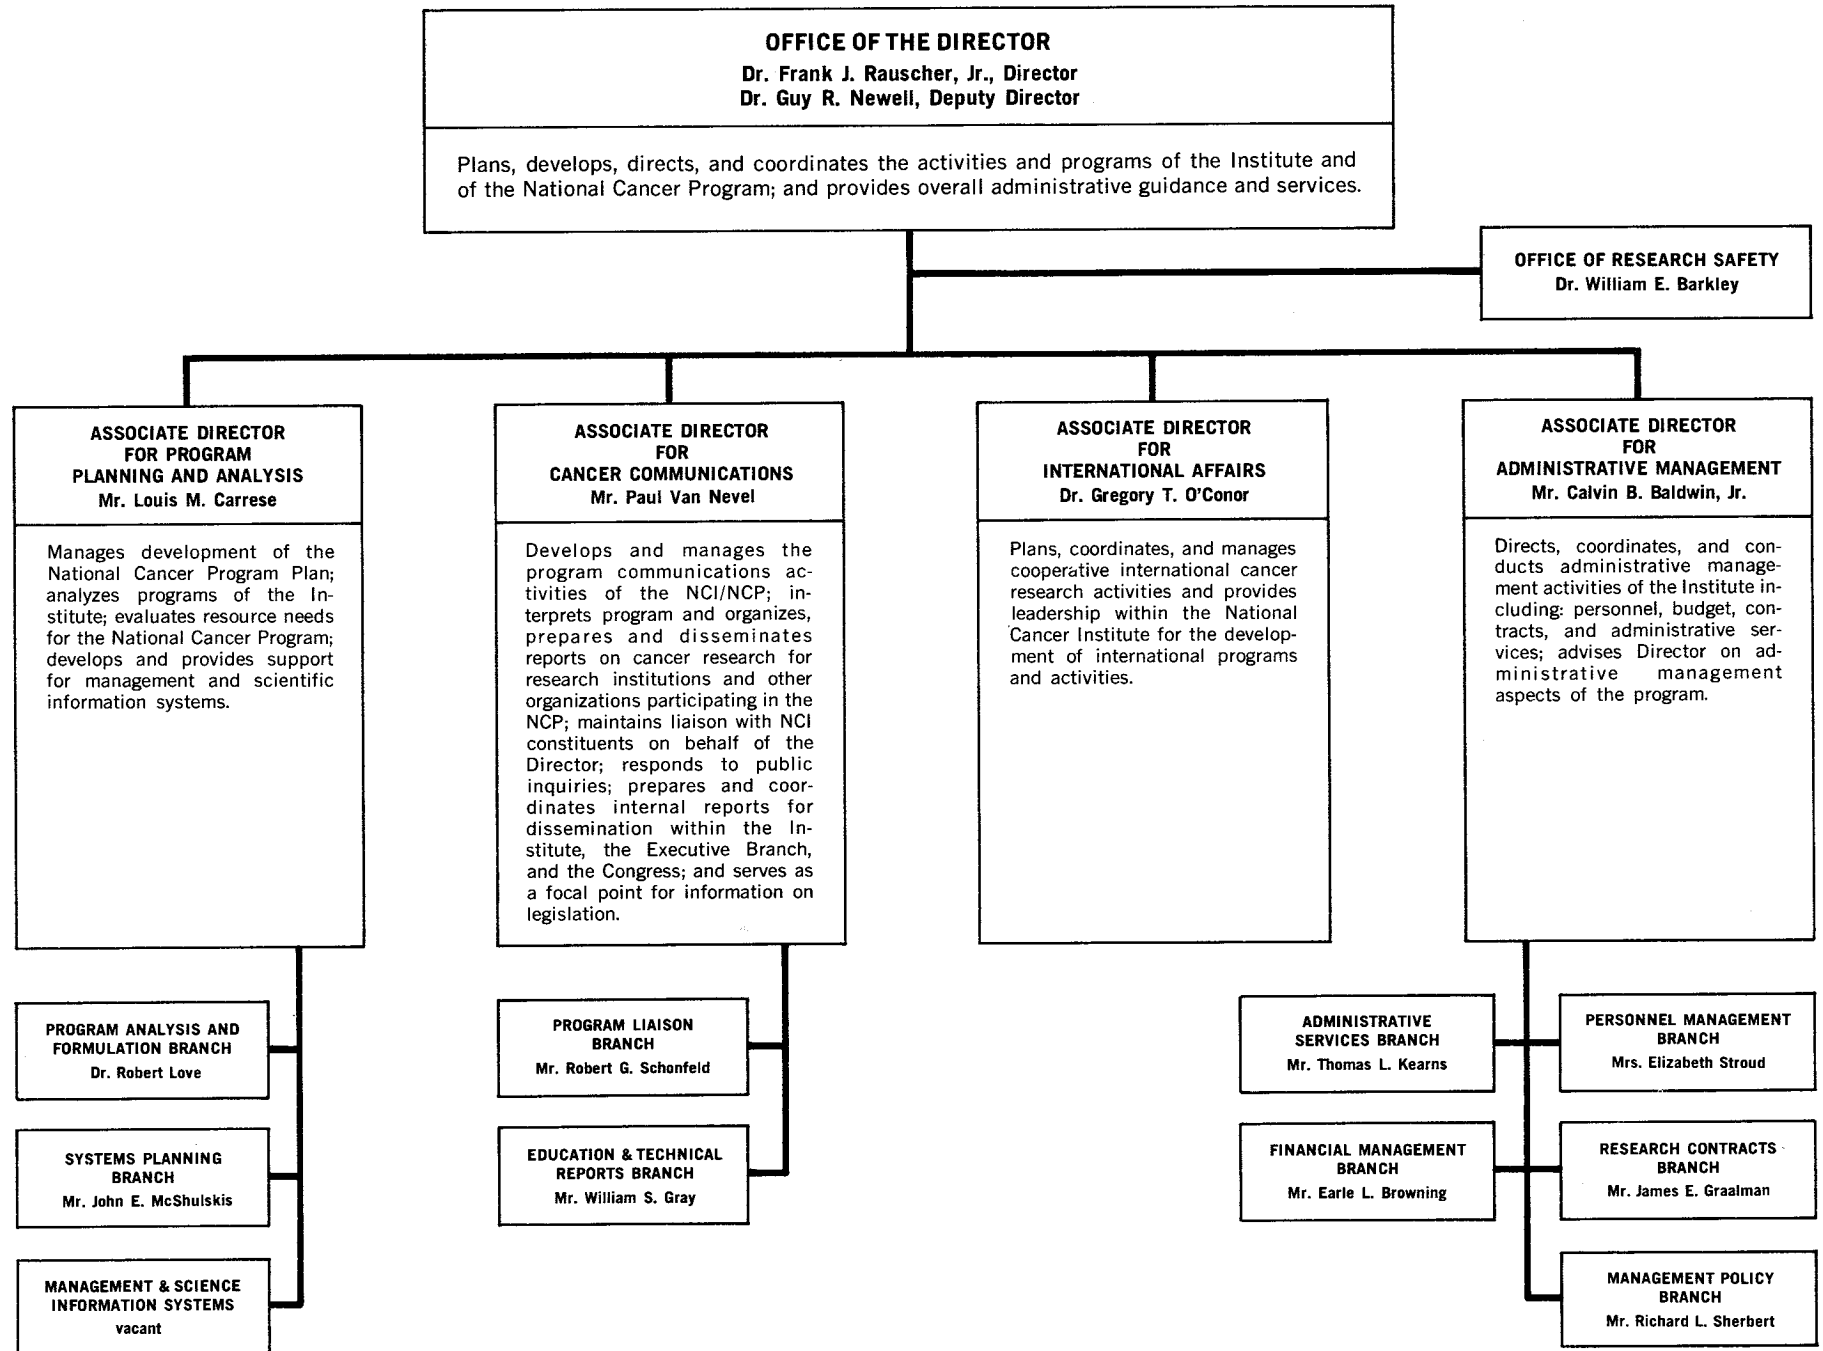 OFFICE OF THE DIRECTOR
Dr. Frank J. Rauscher, Jr., Director
Dr. Guy R. Newell, Deputy Director
Plans, develops, directs, and coordinates the activities and programs of the Institute and
of the National Cancer Program; and provides overall administrative guidance and services.
OFFICE OF RESEARCH SAFETY
Dr. William E. Barkley
ASSOCIATE DIRECTOR
FOR PROGRAM
PLANNING AND ANALYSIS
Mr. Louis M. Carrese
Manages development of the
National Cancer Program Plan;
analyzes programs of the In-
stitute; evaluates resource needs
for the National Cancer Program;
develops and provides support
for management and scientific
information systems.
ASSOCIATE DIRECTOR
FOR
CANCER COMMUNICATIONS
Mr. Paul Van Nevel
Develops and manages the
program communications ac-
tivities of the NCI/NCP; in-
terprets program and organizes,
prepares and disseminates
reports on cancer research for
research institutions and other
organizations participating in the
NCP; maintains liaison with NCI
constituents on behalf of the
Director; responds to public
inquiries; prepares and coor-
dinates internal reports for
dissemination within the In-
stitute, the Executive Branch,
and the Congress; and serves as
a focal point for information on
legislation.
ASSOCIATE DIRECTOR
FOR
INTERNATIONAL AFFAIRS
Dr. Gregory T. O'Conor
Plans, coordinates, and manages
cooperative international cancer
research activities and provides
leadership within the National
Cancer Institute for the develop-
ment of international programs
and activities.
ASSOCIATE DIRECTOR
FOR
ADMINISTRATIVE MANAGEMENT
Mr. Calvin B. Baldwin, Jr.
Directs, coordinates, and con-
ducts administrative manage-
ment activities of the Institute in-
cluding: personnel, budget, con-
tracts, and administrative ser-
vices; advises Director on ad-
ministrative management
aspects of the program.
PROGRAM ANALYSIS AND
FORMULATION BRANCH
Dr. Robert Love
SYSTEMS PLANNING
BRANCH
Mr. John E. McShulskis
MANAGEMENT & SCIENCE
INFORMATION SYSTEMS
vacant
PROGRAM LIAISON
BRANCH
Mr. Robert G. Schonfeld
EDUCATION & TECHNICAL
REPORTS BRANCH
Mr. William S. Gray
ADMINISTRATIVE
SERVICES BRANCH
Mr. Thomas L. Kearns
FINANCIAL MANAGEMENT
BRANCH
Mr. Earle L. Browning
PERSONNEL MANAGEMENT
BRANCH
Mrs. Elizabeth Stroud
RESEARCH CONTRACTS
BRANCH
Mr. James E. Graalman
MANAGEMENT POLICY
BRANCH
Mr. Richard L. Sherbert